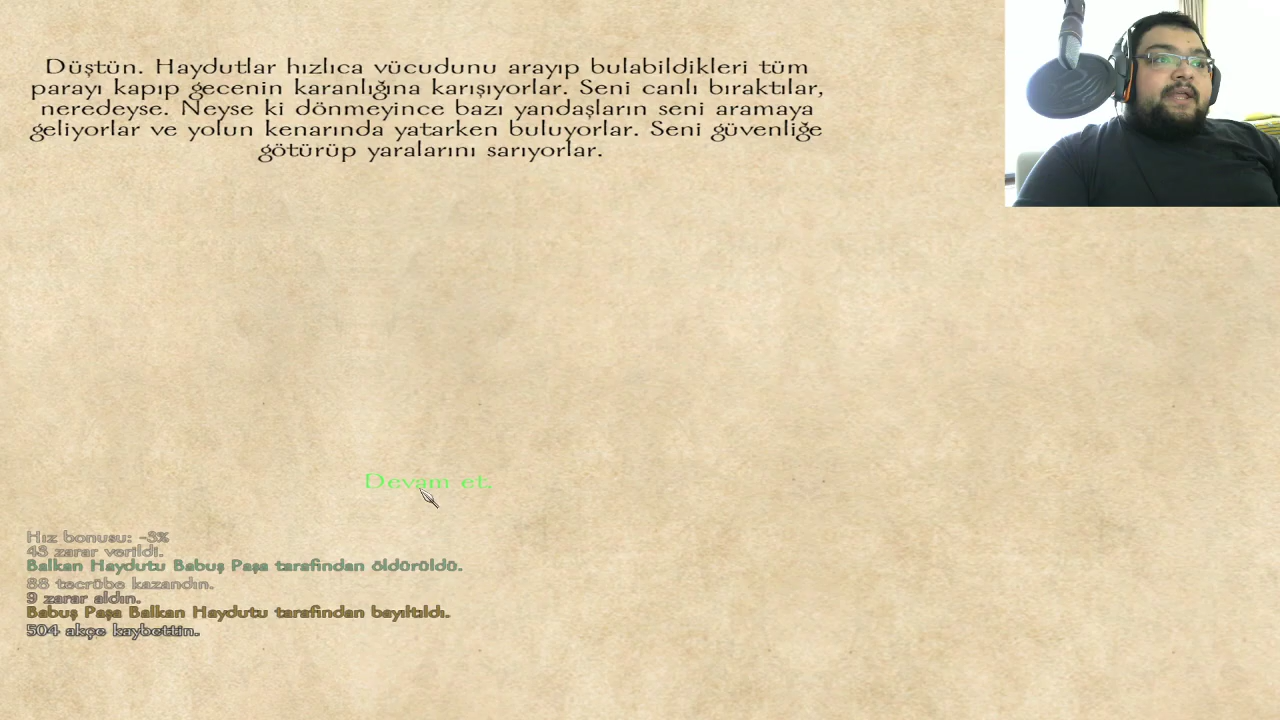 Düştün. Haydutlar hızlıca vücudunu arayıp bulabildikleri tüm
parayı kapıp gecenin karanlığına karışıyorlar. Seni canlı bıraktılar,
neredeyse. Neyse ki dönmeyince bazı yandaşların seni aramaya
geliyorlar ve yolun kenarında yatarken buluyorlar. Seni güvenliğe
götürüp yaralarını sarıyorlar.
Devam et.
Hız bonusu: -3%
43 zarar verildi.
Balkan Haydutu Babuş Paşa tarafından öldürüldü.
88 tecrübe kazandın.
9 zarar aldın.
Babuş Paşa Balkan Haydutu tarafından bayıltıldı.
504 akçe kaybettin.